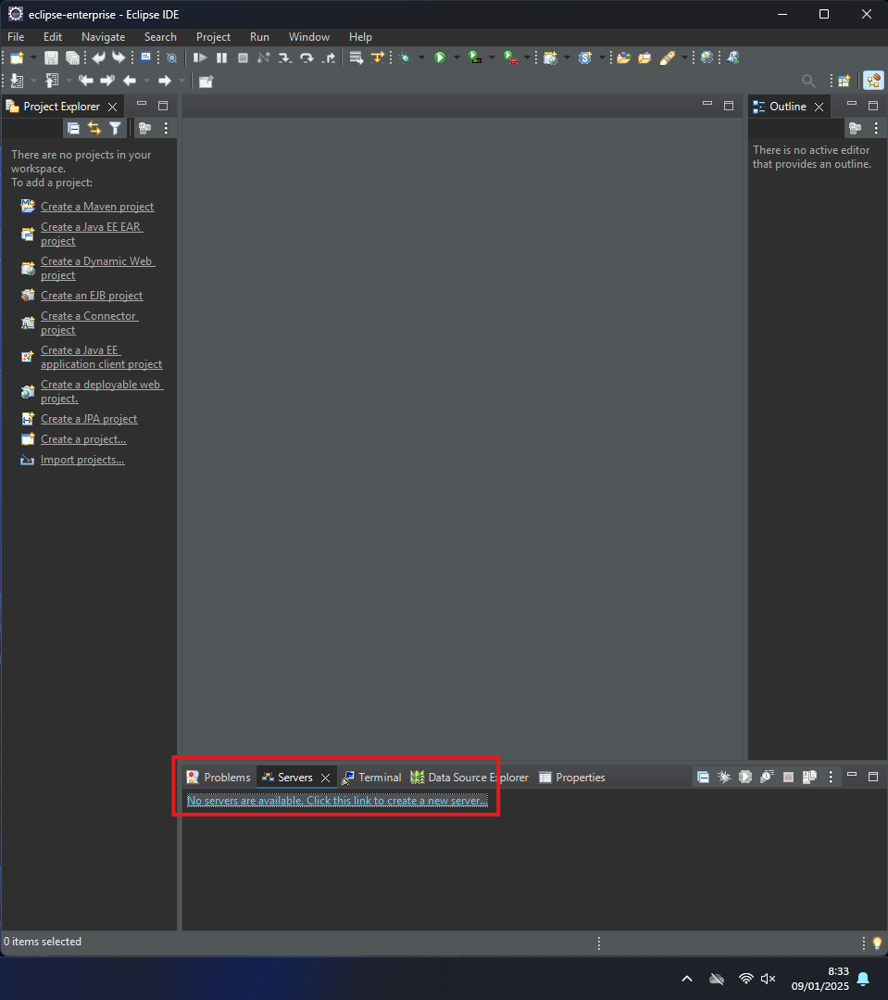 eclipse-enterprise - Eclipse IDE
File Edit Navigate Search Project Run Window Help
Project Explorer
There are no projects in your
workspace.
To add a project:
Create a Maven project
Create a Java EE EAR
project
Create a Dynamic Web
project
Create an EJB project
Create a Connector
project
Create a Java EE
application client project
Create a deployable web
project.
Create a JPA project
Create a project...
Import projects...
Outline
There is no active editor
that provides an outline.
Problems Servers Terminal Data Source Explorer Properties
No servers are available. Click this link to create a new server...
0 items selected
8:33
09/01/2025